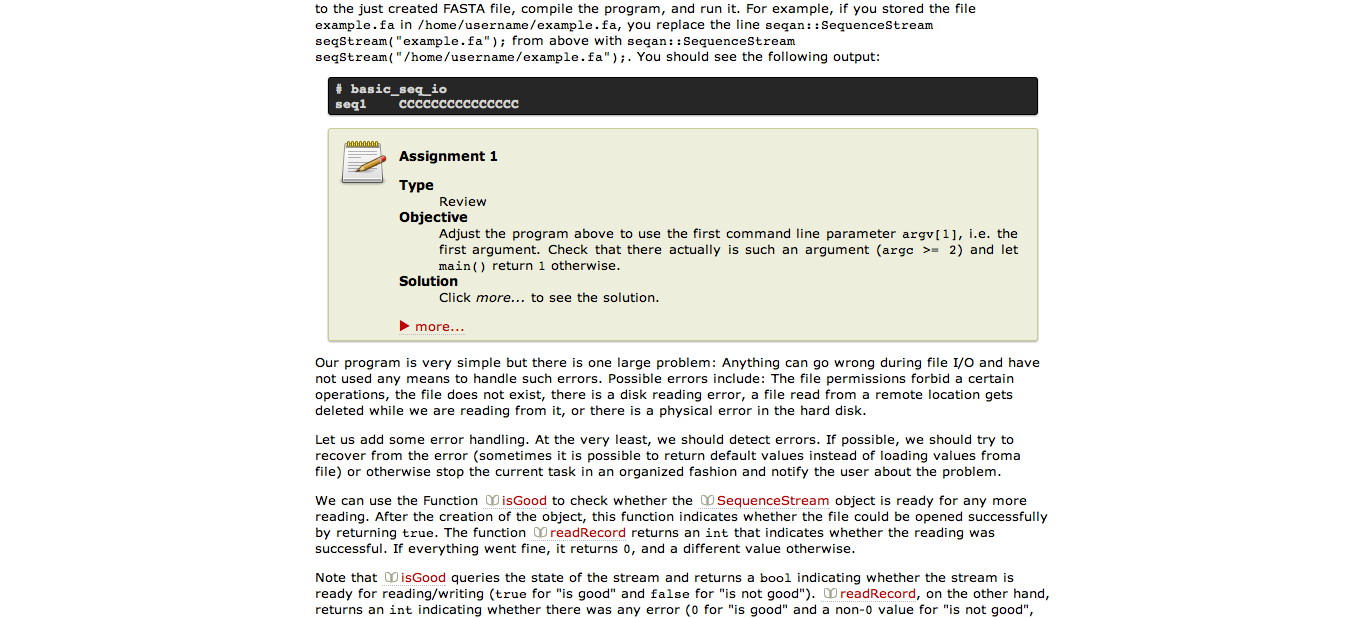 to the just created FASTA file, compile the program, and run it. For example, if you stored the file
example.fa in /home/username/example.fa, you replace the line seqan::SequenceStream
seqStream("example.fa"); from above with seqan::SequenceStream
seqStream("/home/username/example.fa");. You should see the following output:
# basic_seq_io
seq1    CCCCCCCCCCCCCCC
Assignment 1
Type
Review
Objective
Adjust the program above to use the first command line parameter argv[1], i.e. the
first argument. Check that there actually is such an argument (argc >= 2) and let
main() return 1 otherwise.
Solution
Click more... to see the solution.
▶ more...
Our program is very simple but there is one large problem: Anything can go wrong during file I/O and have
not used any means to handle such errors. Possible errors include: The file permissions forbid a certain
operations, the file does not exist, there is a disk reading error, a file read from a remote location gets
deleted while we are reading from it, or there is a physical error in the hard disk.
Let us add some error handling. At the very least, we should detect errors. If possible, we should try to
recover from the error (sometimes it is possible to return default values instead of loading values froma
file) or otherwise stop the current task in an organized fashion and notify the user about the problem.
We can use the Function isGood to check whether the SequenceStream object is ready for any more
reading. After the creation of the object, this function indicates whether the file could be opened successfully
by returning true. The function readRecord returns an int that indicates whether the reading was
successful. If everything went fine, it returns 0, and a different value otherwise.
Note that isGood queries the state of the stream and returns a bool indicating whether the stream is
ready for reading/writing (true for "is good" and false for "is not good"). readRecord, on the other hand,
returns an int indicating whether there was any error (0 for "is good" and a non-0 value for "is not good",